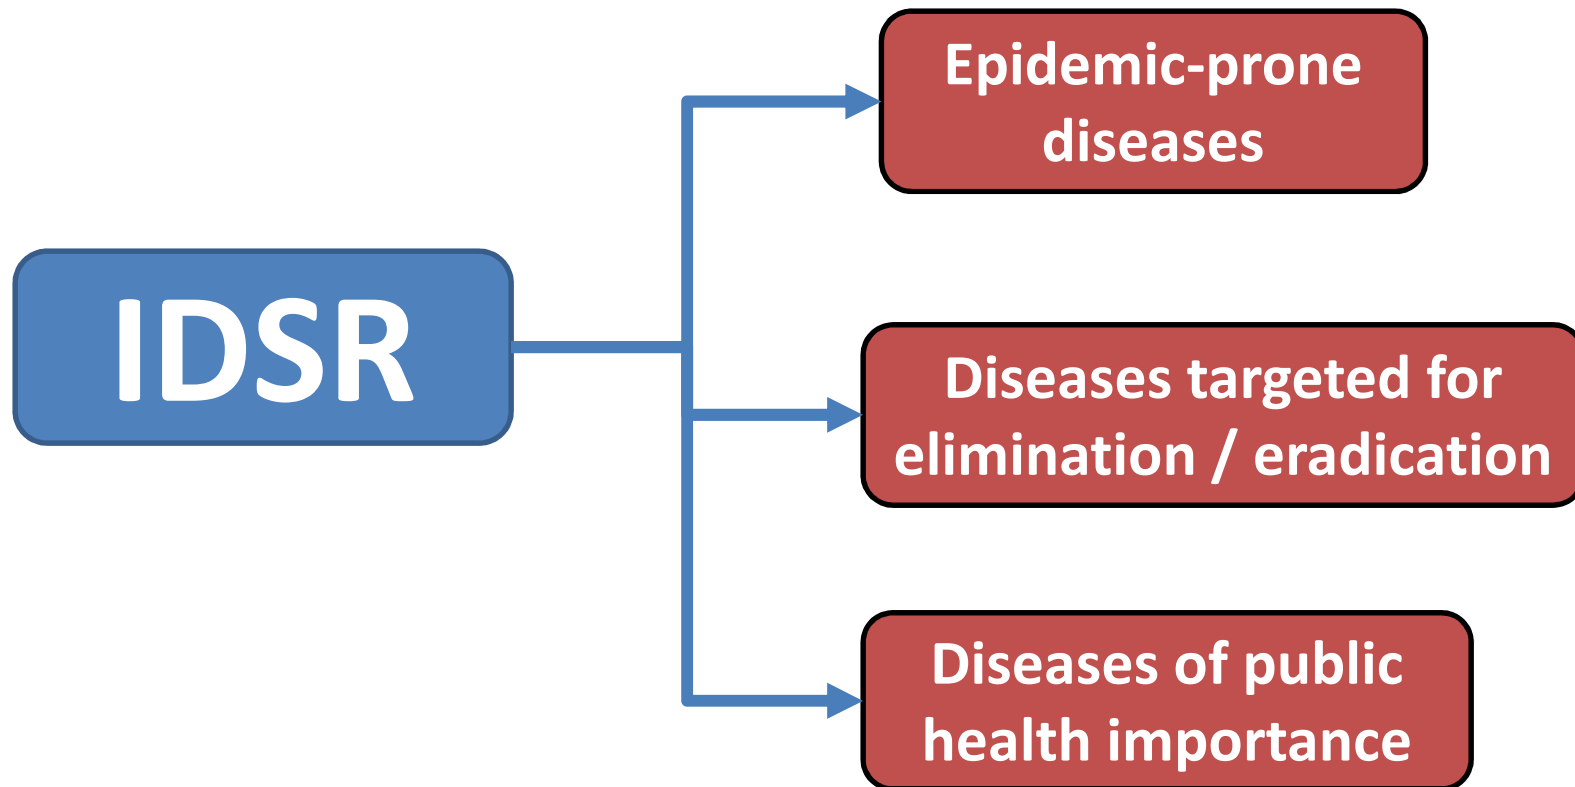 IDSR
Epidemic-prone
diseases
Diseases targeted for
elimination / eradication
Diseases of public
health importance